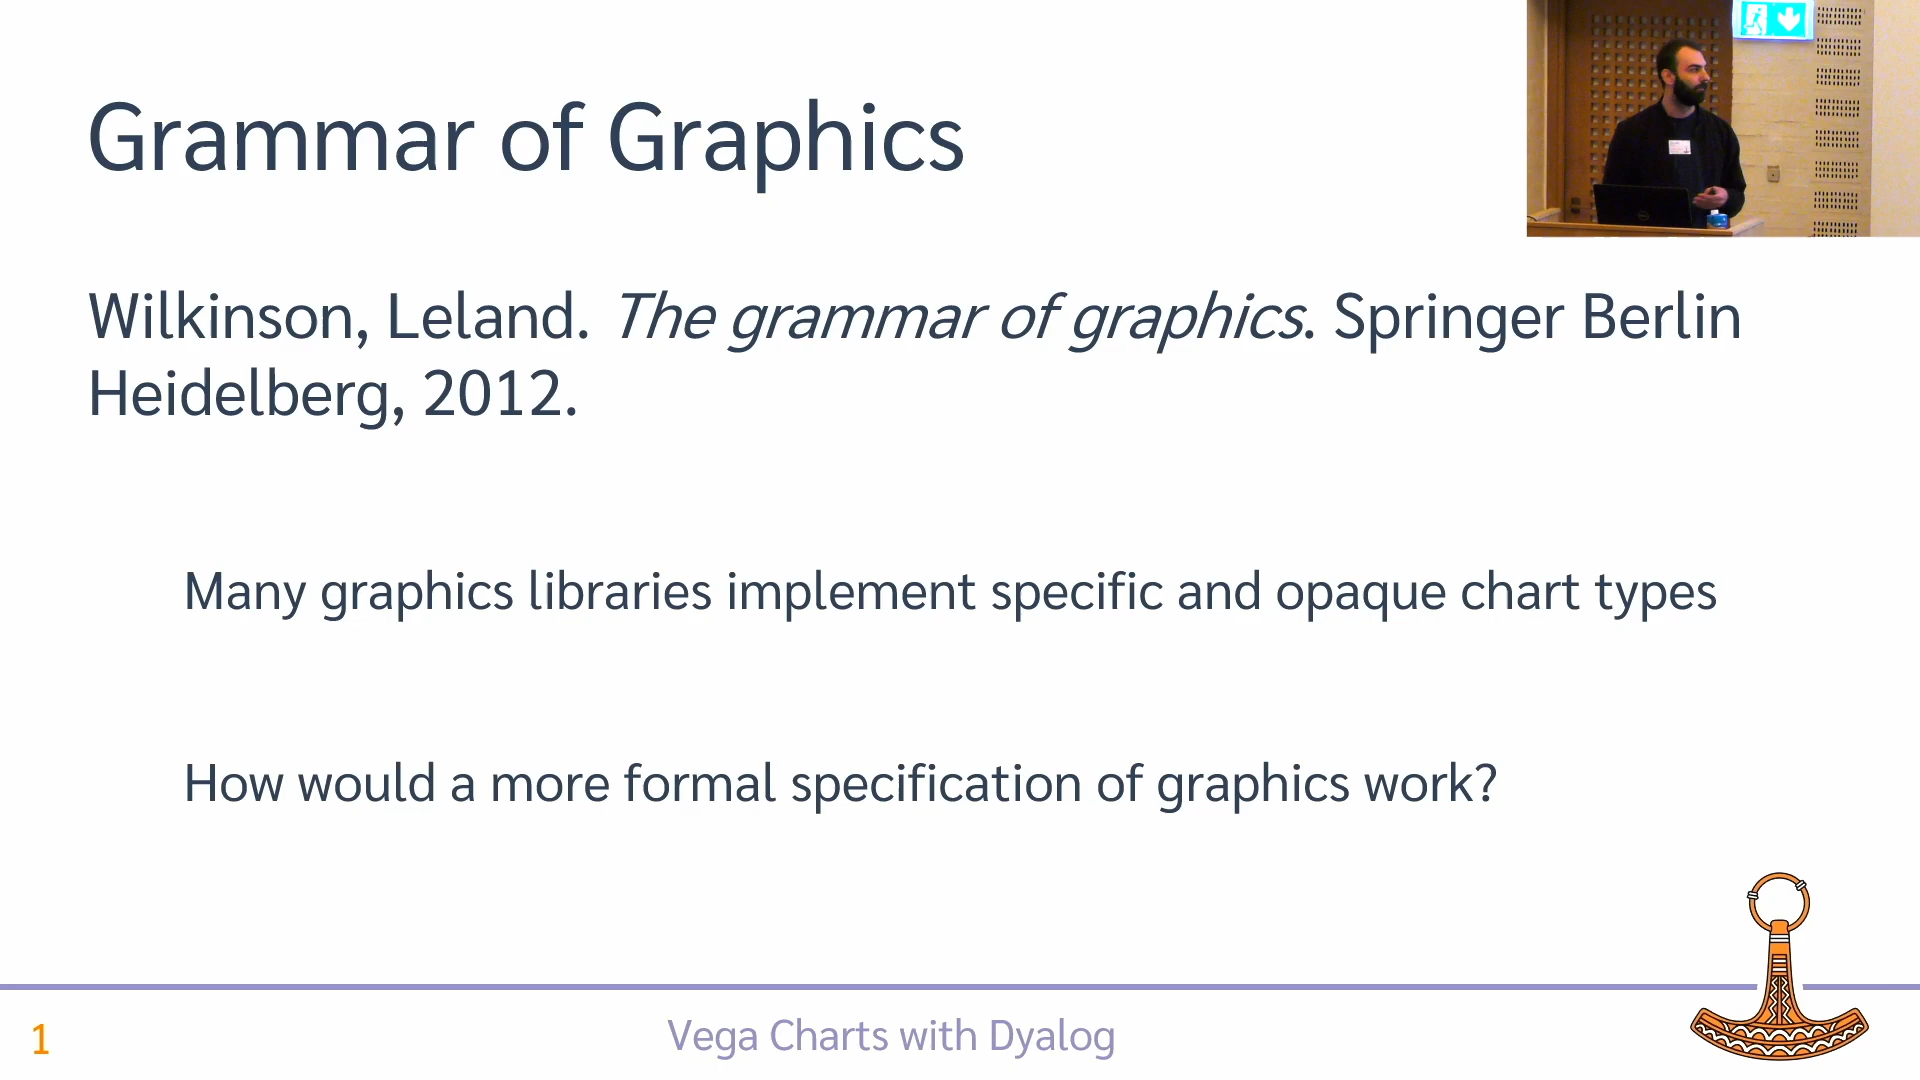 Grammar of Graphics
Wilkinson, Leland. The grammar of graphics. Springer Berlin
Heidelberg, 2012.
Many graphics libraries implement specific and opaque chart types
How would a more formal specification of graphics work?
1
Vega Charts with Dyalog